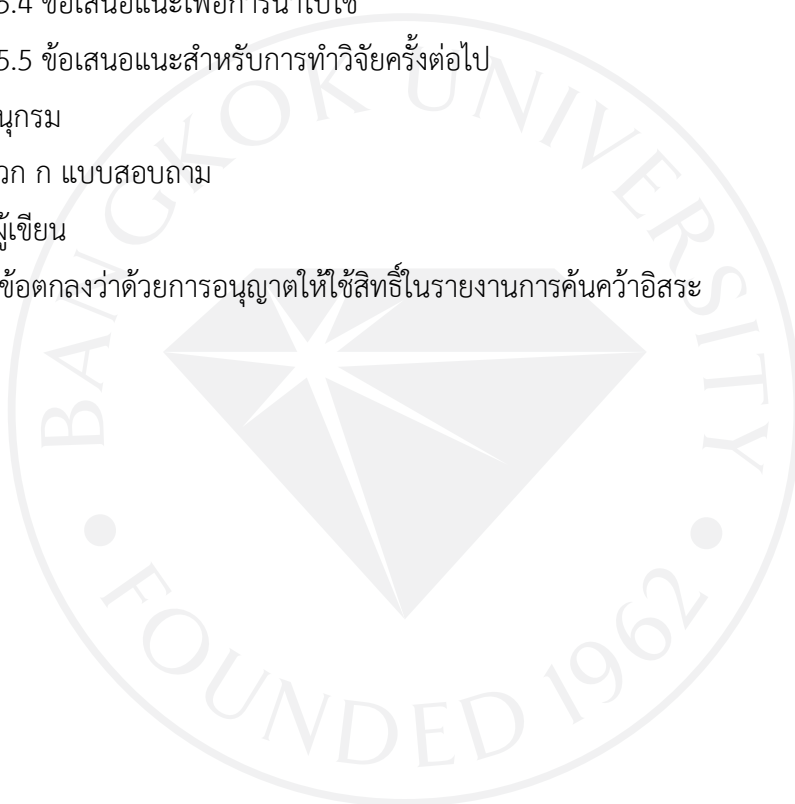 5.4 ข้อเสนอแนะเพื่อการนำไปใช้
5.5 ข้อเสนอแนะสำหรับการทำวิจัยครั้งต่อไป
นุกรม
วก ก แบบสอบถาม
ผู้เขียน
ข้อตกลงว่าด้วยการอนุญาตให้ใช้สิทธิ์ในรายงานการค้นคว้าอิสระ
BANGKOK UNIVERSITY
FOUNDED 1962